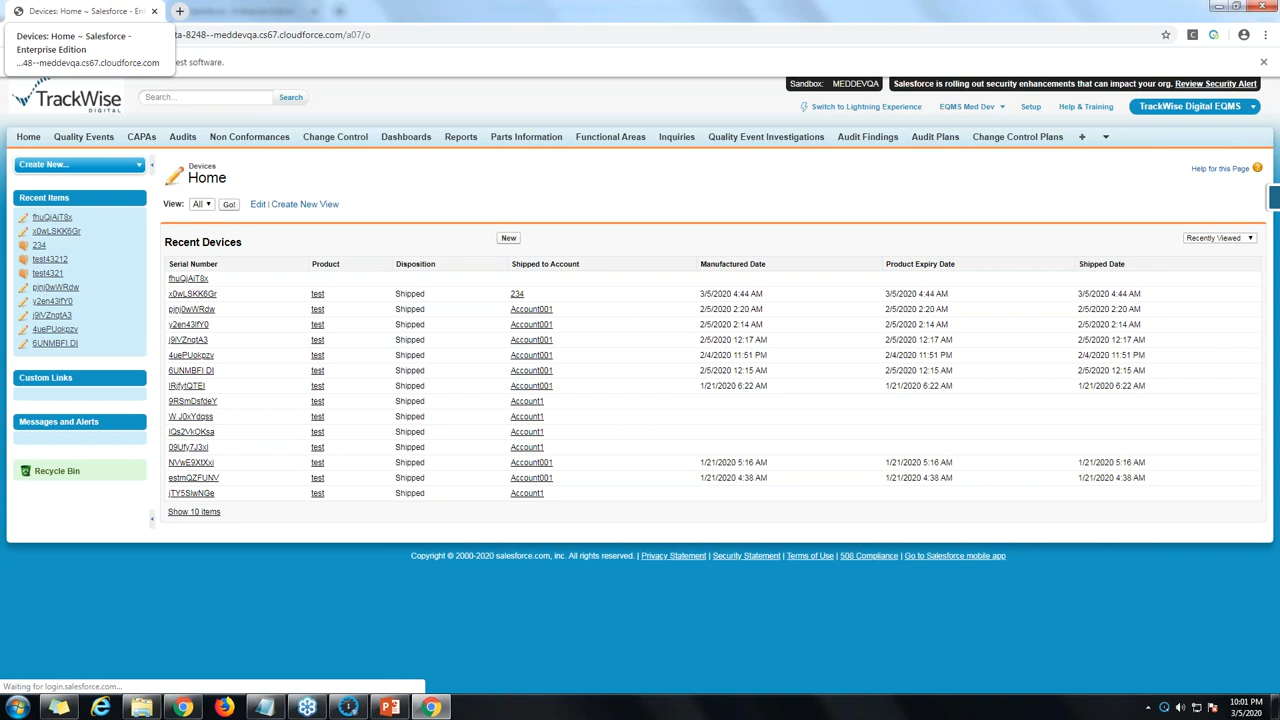 Devices: Home ~ Salesforce - Ent
Devices: Home ~ Salesforce -
Enterprise Edition
...48--meddevqa.cs67.cloudforce.com
ta-8248--meddevqa.cs67.cloudforce.com/a07/o
est software.
TrackWise
DIGITAL
Search...
Search
Sandbox: MEDDEVQA
Salesforce is rolling out security enhancements that can impact your org. Review Security Alert
Switch to Lightning Experience
EQMS Med Dev
Setup
Help & Training
TrackWise Digital EQMS
Home Quality Events CAPAs Audits Non Conformances Change Control Dashboards Reports Parts Information Functional Areas Inquiries Quality Event Investigations Audit Findings Audit Plans Change Control Plans +
Create New...
Recent Items
fhuQjAiT8x
x0wLSKK6Gr
234
test43212
test4321
pjnj0wWRdw
y2en43lfY0
j9IVZnqtA3
4uePUokpzv
6UNMBFI DI
Custom Links
Messages and Alerts
Recycle Bin
Devices
Home
Help for this Page
View: All Go! Edit | Create New View
Recent Devices
New
Recently Viewed
Serial Number Product Disposition Shipped to Account Manufactured Date Product Expiry Date Shipped Date
fhuQjAiT8x
x0wLSKK6Gr test Shipped 234 3/5/2020 4:44 AM 3/5/2020 4:44 AM 3/5/2020 4:44 AM
pjnj0wWRdw test Shipped Account001 2/5/2020 2:20 AM 2/5/2020 2:20 AM 2/5/2020 2:20 AM
y2en43lfY0 test Shipped Account001 2/5/2020 2:14 AM 2/5/2020 2:14 AM 2/5/2020 2:14 AM
j9IVZnqtA3 test Shipped Account001 2/5/2020 12:17 AM 2/5/2020 12:17 AM 2/5/2020 12:17 AM
4uePUokpzv test Shipped Account001 2/4/2020 11:51 PM 2/4/2020 11:51 PM 2/4/2020 11:51 PM
6UNMBFI DI test Shipped Account001 2/5/2020 12:15 AM 2/5/2020 12:15 AM 2/5/2020 12:15 AM
lRjfytQTEI test Shipped Account001 1/21/2020 6:22 AM 1/21/2020 6:22 AM 1/21/2020 6:22 AM
9RSmDsfdeY test Shipped Account1
W J0xYdqss test Shipped Account1
lQs2VkOKsa test Shipped Account1
09Ufy7J3xI test Shipped Account1
NVwE9XtXxi test Shipped Account001 1/21/2020 5:16 AM 1/21/2020 5:16 AM 1/21/2020 5:16 AM
estmQZFUNV test Shipped Account001 1/21/2020 4:38 AM 1/21/2020 4:38 AM 1/21/2020 4:38 AM
jTY5SlwNGe test Shipped Account1
Show 10 items
Copyright © 2000-2020 salesforce.com, inc. All rights reserved. | Privacy Statement | Security Statement | Terms of Use | 508 Compliance | Go to Salesforce mobile app
Waiting for login.salesforce.com...
10:01 PM
3/5/2020